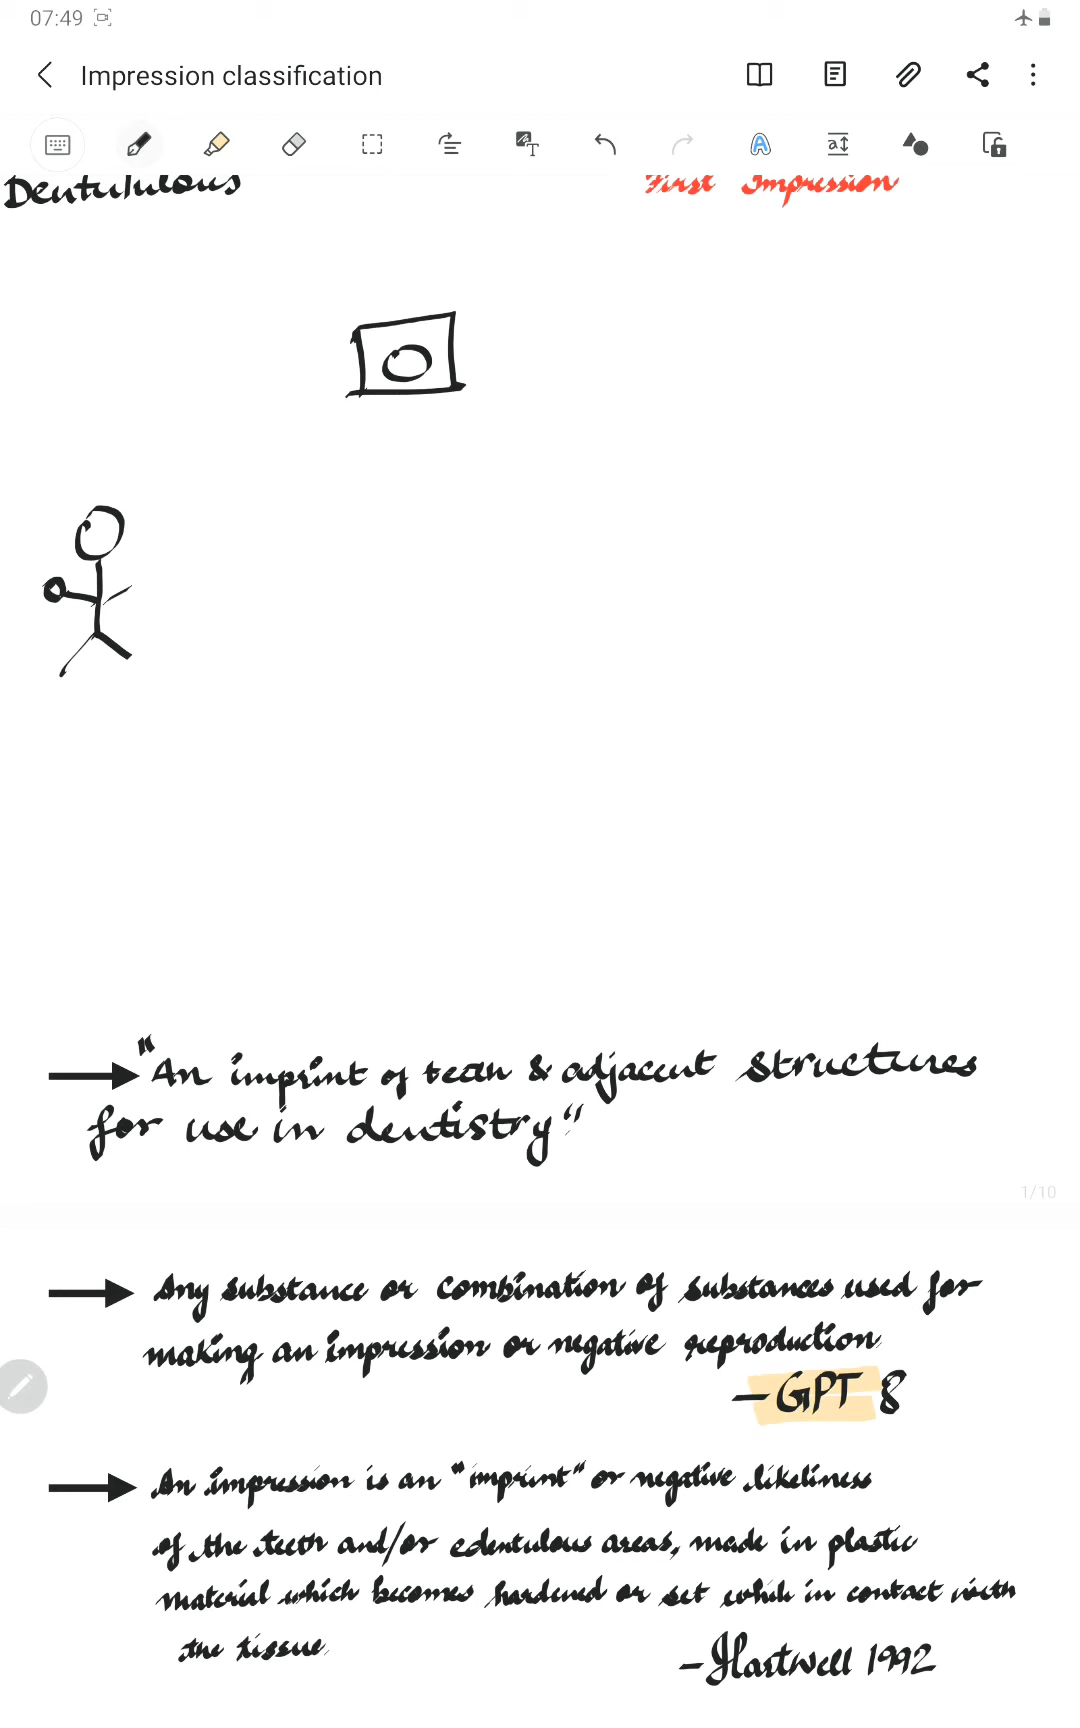 07:49
Impression classification
Dentululous
First Impression
"An imprint of teeth & adjacent structures
for use in dentistry"
1/10
Any substance or combination of substances used for
making an impression or negative reproduction
- GPT 8
An impression is an "imprint" or negative likeliness
of the teeth and/or edentulous areas, made in plastic
material which becomes hardened or set while in contact with
the tissue.
- Hartwell 1992